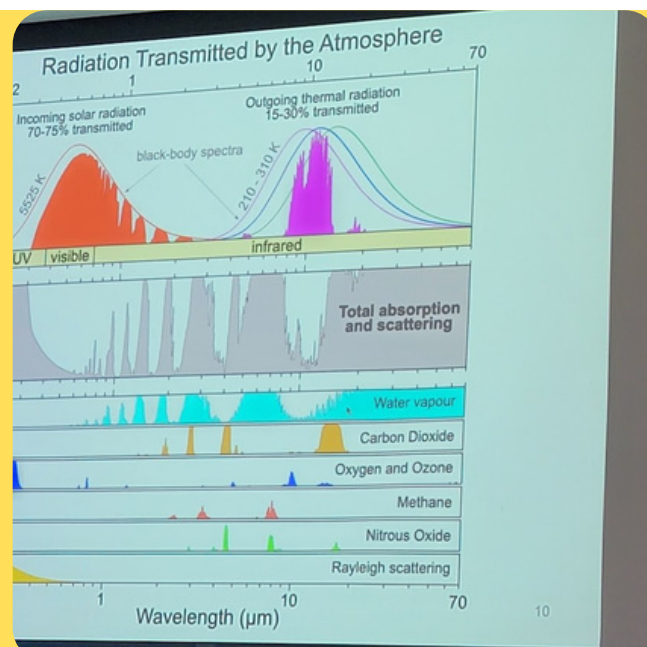 Radiation Transmitted by the Atmosphere
2 1 10 70
Incoming solar radiation
70-75% transmitted
Outgoing thermal radiation
15-30% transmitted
black-body spectra
5525 K
210 - 310 K
UV visible infrared
Total absorption
and scattering
Water vapour
Carbon Dioxide
Oxygen and Ozone
Methane
Nitrous Oxide
Rayleigh scattering
1 10 70
Wavelength (μm)
10